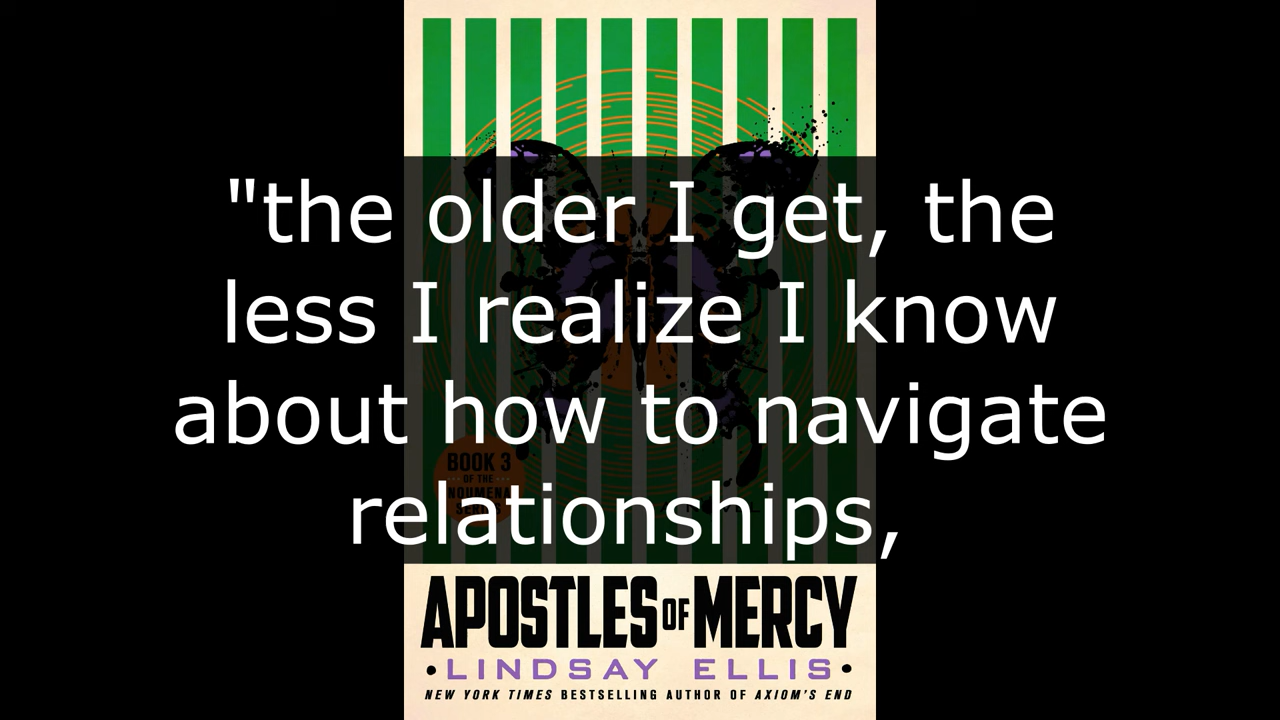 "the older I get, the
less I realize I know
about how to navigate
relationships,
BOOK 3
OF THE
NOUMENA
SERIES
APOSTLES OF MERCY
•LINDSAY ELLIS•
NEW YORK TIMES BESTSELLING AUTHOR OF AXIOM'S END